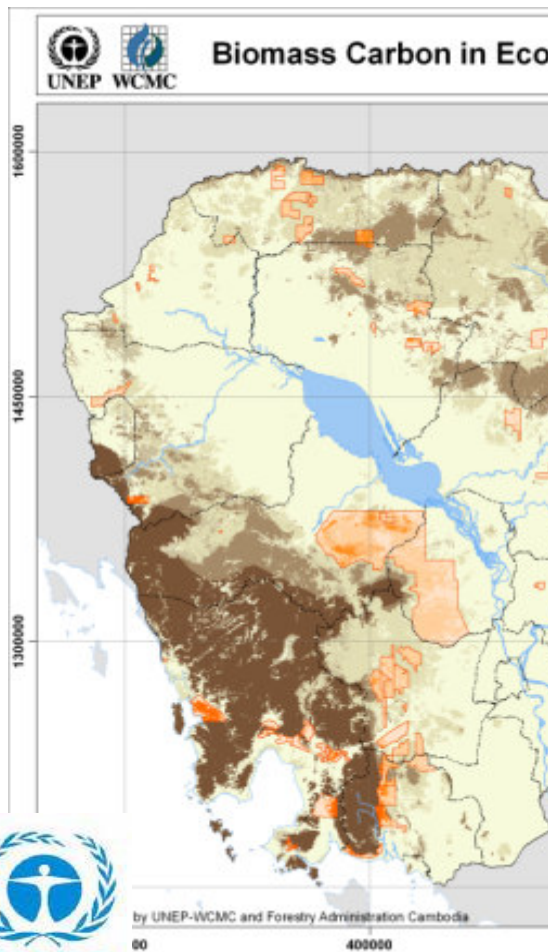 Biomass Carbon in Eco
UNEP WCMC
1600000
1450000
1300000
by UNEP-WCMC and Forestry Administration Cambodia
00
400000